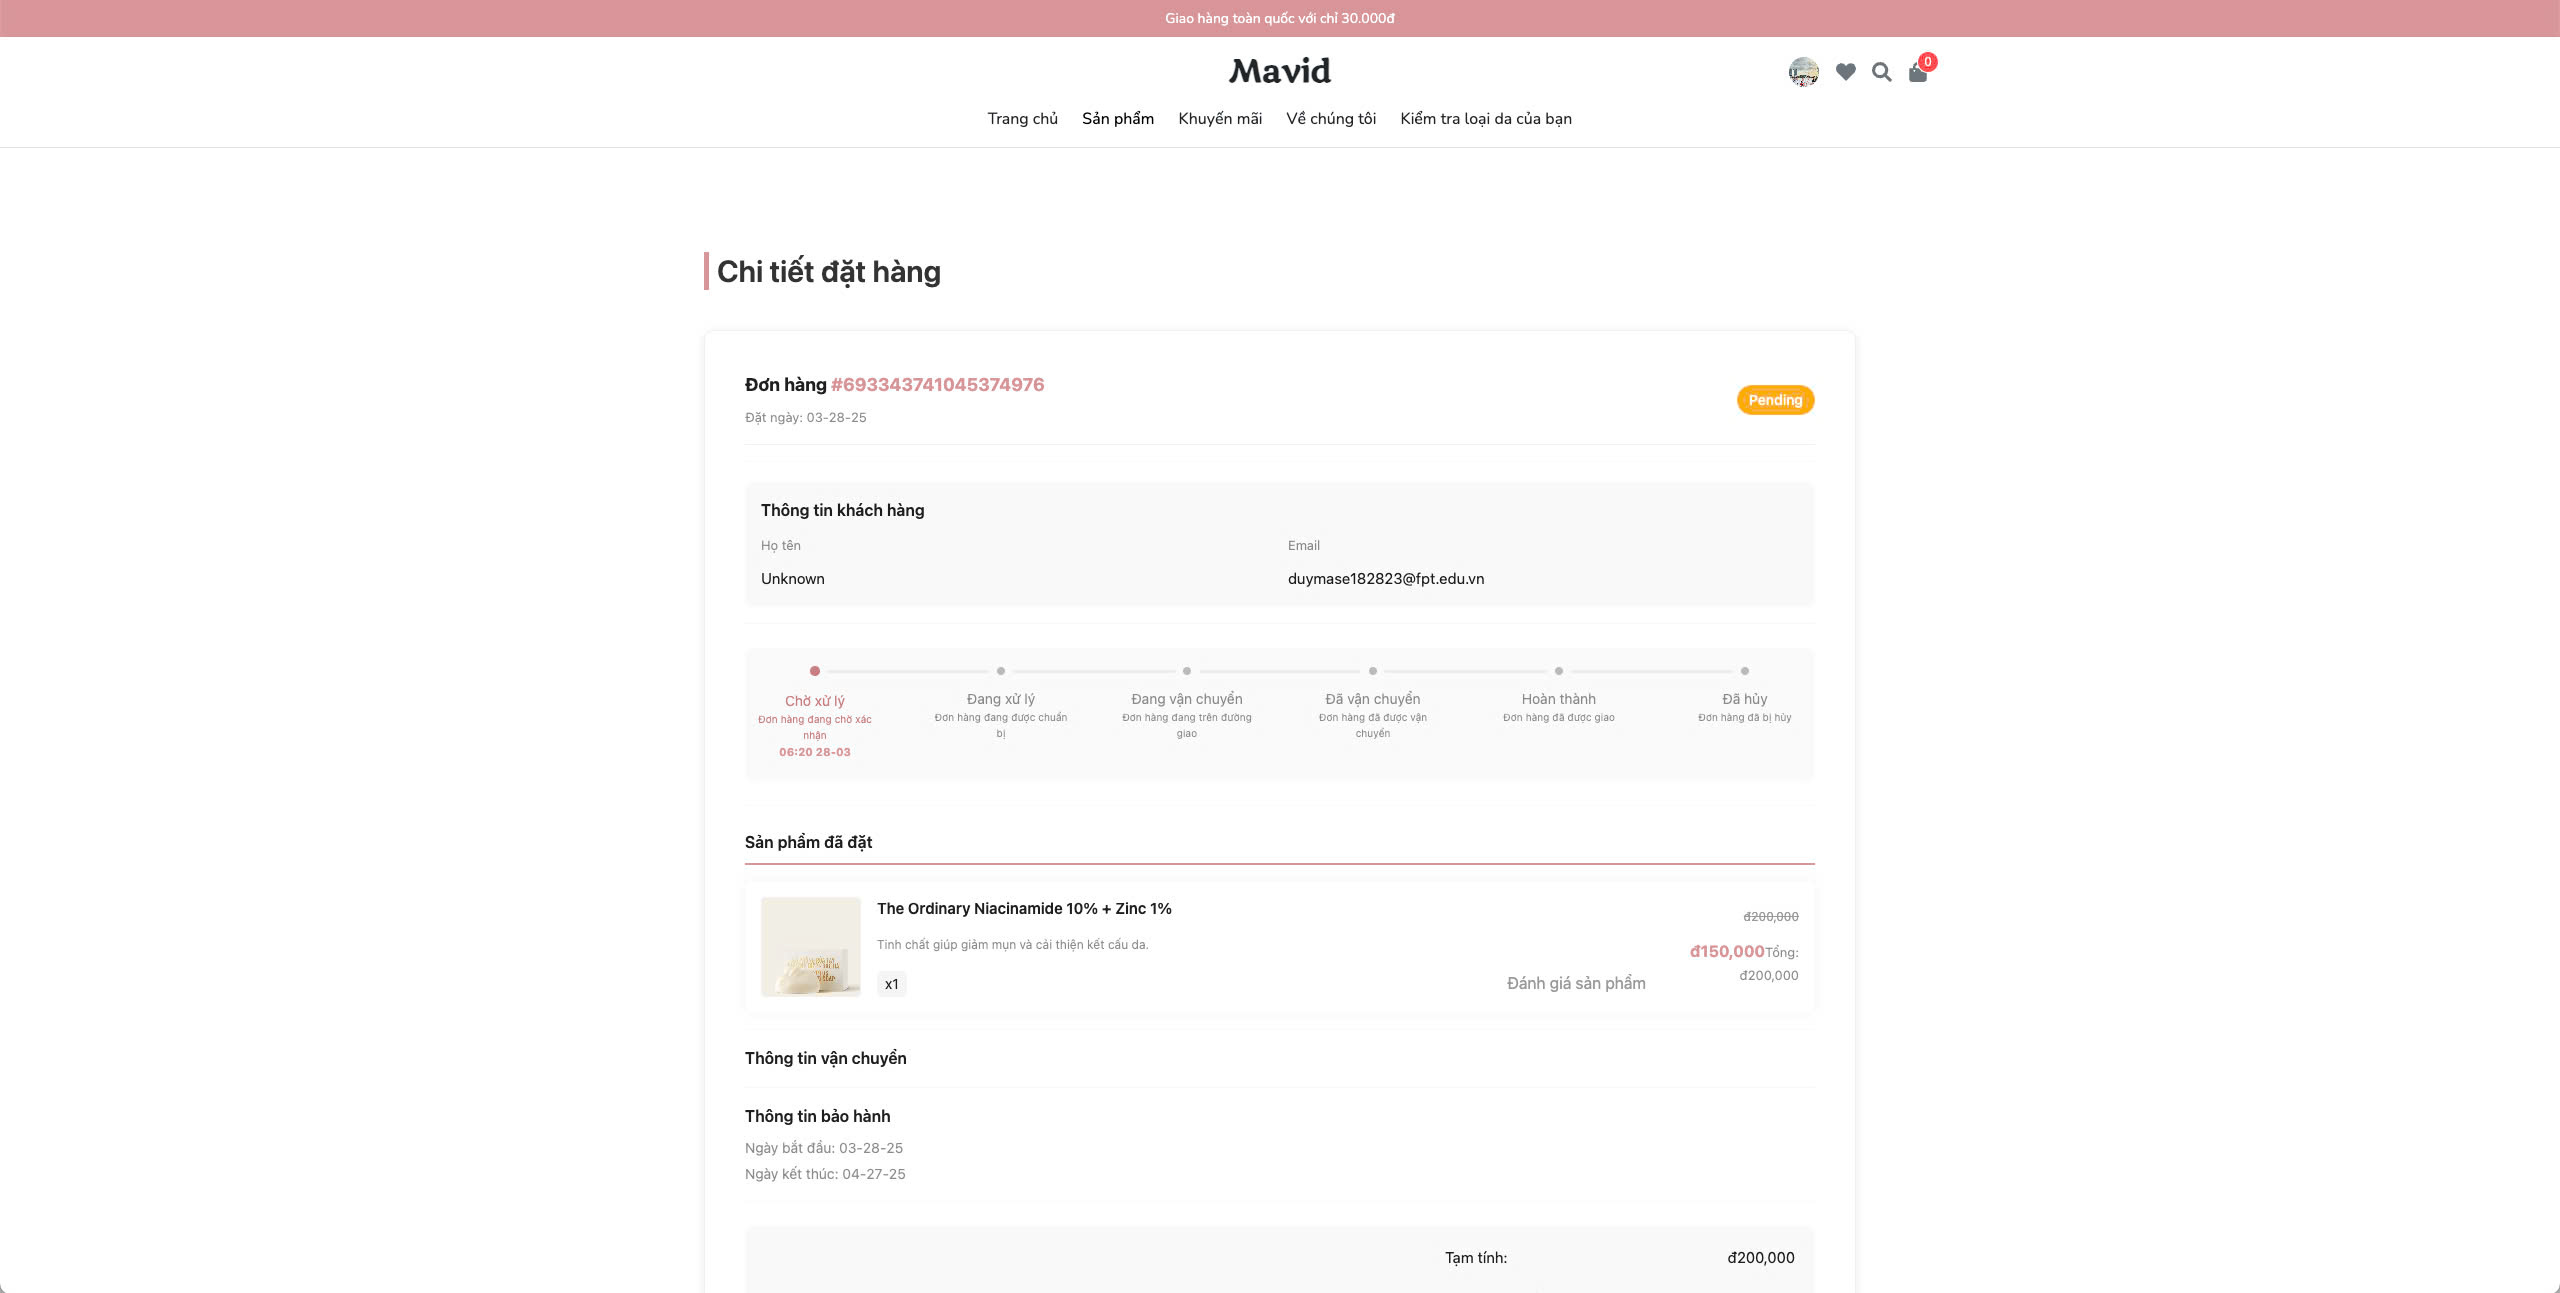 Giao hàng toàn quốc với chỉ 30.000đ
Mavid
0
Trang chủ Sản phẩm Khuyến mãi Về chúng tôi Kiểm tra loại da của bạn
Chi tiết đặt hàng
Đơn hàng #693343741045374976
Đặt ngày: 03-28-25
Pending
Thông tin khách hàng
Họ tên
Unknown
Email
duymase182823@fpt.edu.vn
Chờ xử lý
Đơn hàng đang chờ xác
nhận
06:20 28-03
Đang xử lý
Đơn hàng đang được chuẩn
bị
Đang vận chuyển
Đơn hàng đang trên đường
giao
Đã vận chuyển
Đơn hàng đã được vận
chuyển
Hoàn thành
Đơn hàng đã được giao
Đã hủy
Đơn hàng đã bị hủy
Sản phẩm đã đặt
The Ordinary Niacinamide 10% + Zinc 1%
Tinh chất giúp giảm mụn và cải thiện kết cấu da.
x1
Đánh giá sản phẩm
đ200,000
đ150,000Tổng:
đ200,000
Thông tin vận chuyển
Thông tin bảo hành
Ngày bắt đầu: 03-28-25
Ngày kết thúc: 04-27-25
Tạm tính: đ200,000